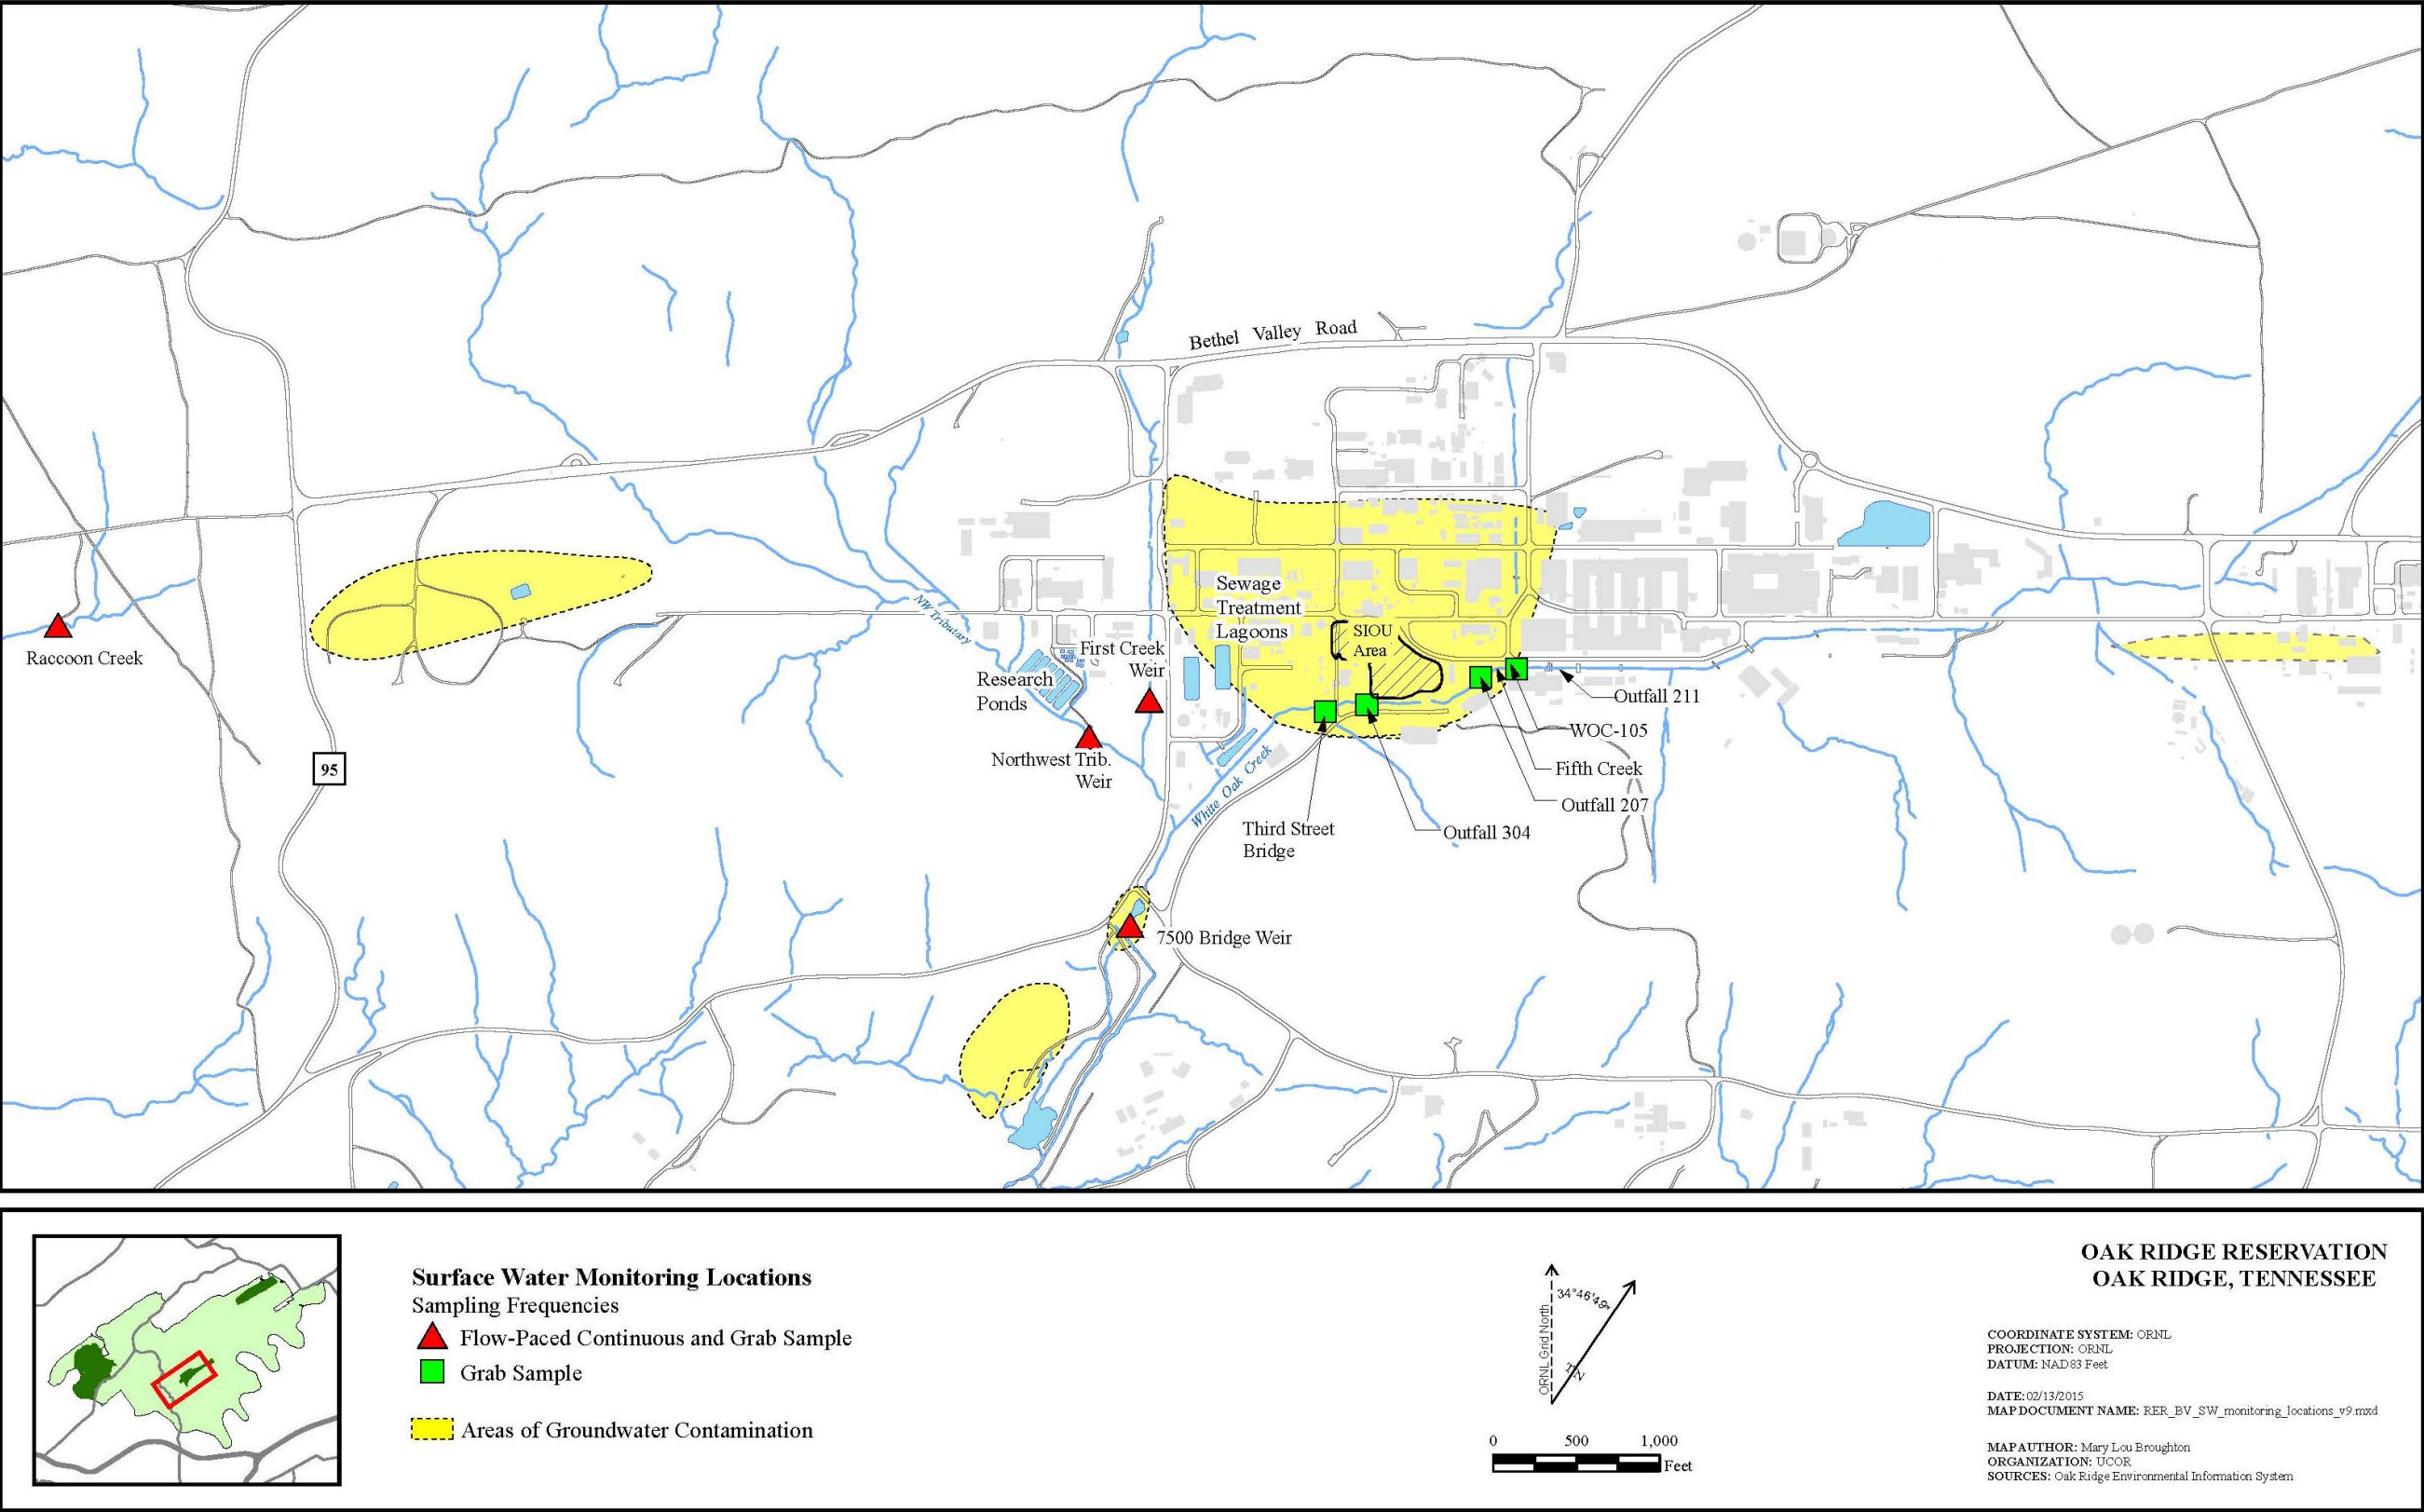 Bethel Valley Road
Sewage
Treatment
Lagoons
SIOU
Area
NW Tributary
First Creek
Weir
Raccoon Creek
Research
Ponds
Outfall 211
WOC-105
Northwest Trib.
Weir
95
Fifth Creek
White Oak Creek
Outfall 207
Third Street
Bridge
Outfall 304
7500 Bridge Weir
Surface Water Monitoring Locations
Sampling Frequencies
Flow-Paced Continuous and Grab Sample
Grab Sample
Areas of Groundwater Contamination
ORNL Grid North
34°46'49"
TN
0 500 1,000
Feet
OAK RIDGE RESERVATION
OAK RIDGE, TENNESSEE
COORDINATE SYSTEM: ORNL
PROJECTION: ORNL
DATUM: NAD83 Feet
DATE: 02/13/2015
MAP DOCUMENT NAME: RER_BV_SW_monitoring_locations_v9.mxd
MAP AUTHOR: Mary Lou Broughton
ORGANIZATION: UCOR
SOURCES: Oak Ridge Environmental Information System